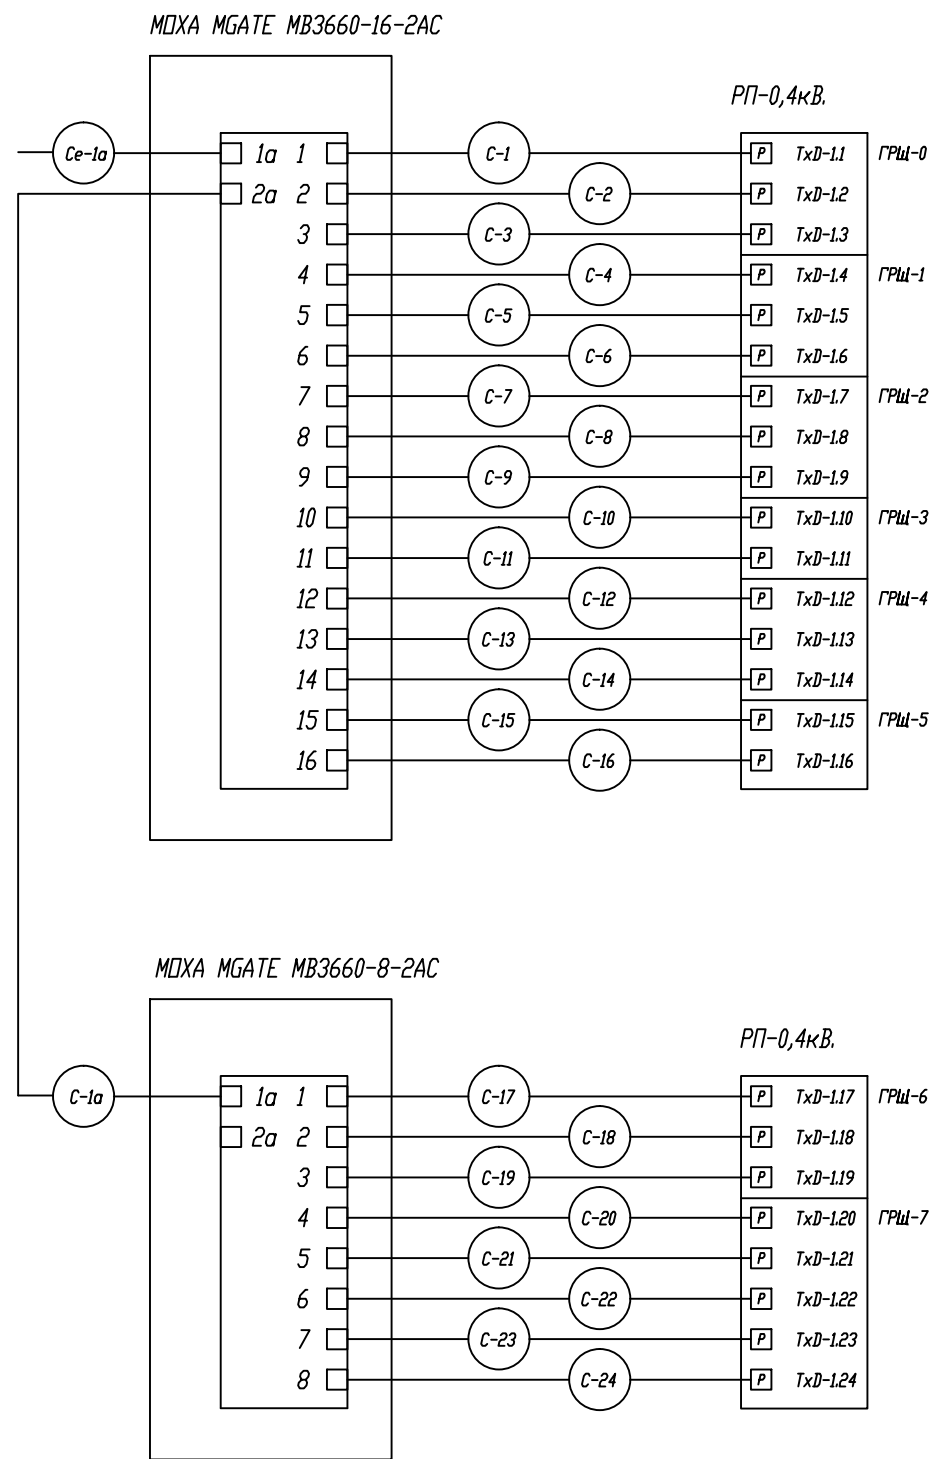 MOXA MGATE MB3660-16-2AC
РП-0,4кВ.
Ce-1a 1a 1 C-1 P TxD-1.1 ГРЩ-0
2a 2 C-2 P TxD-1.2
3 C-3 P TxD-1.3
4 C-4 P TxD-1.4 ГРЩ-1
5 C-5 P TxD-1.5
6 C-6 P TxD-1.6
7 C-7 P TxD-1.7 ГРЩ-2
8 C-8 P TxD-1.8
9 C-9 P TxD-1.9
10 C-10 P TxD-1.10 ГРЩ-3
11 C-11 P TxD-1.11
12 C-12 P TxD-1.12 ГРЩ-4
13 C-13 P TxD-1.13
14 C-14 P TxD-1.14
15 C-15 P TxD-1.15 ГРЩ-5
16 C-16 P TxD-1.16
MOXA MGATE MB3660-8-2AC
РП-0,4кВ.
C-1a 1a 1 C-17 P TxD-1.17 ГРЩ-6
2a 2 C-18 P TxD-1.18
3 C-19 P TxD-1.19
4 C-20 P TxD-1.20 ГРЩ-7
5 C-21 P TxD-1.21
6 C-22 P TxD-1.22
7 C-23 P TxD-1.23
8 C-24 P TxD-1.24